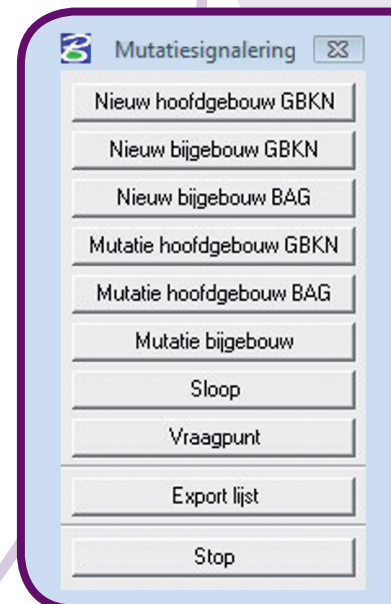 Mutatiesignalering
Nieuw hoofdgebouw GBKN
Nieuw bijgebouw GBKN
Nieuw bijgebouw BAG
Mutatie hoofdgebouw GBKN
Mutatie hoofdgebouw BAG
Mutatie bijgebouw
Sloop
Vraagpunt
Export lijst
Stop